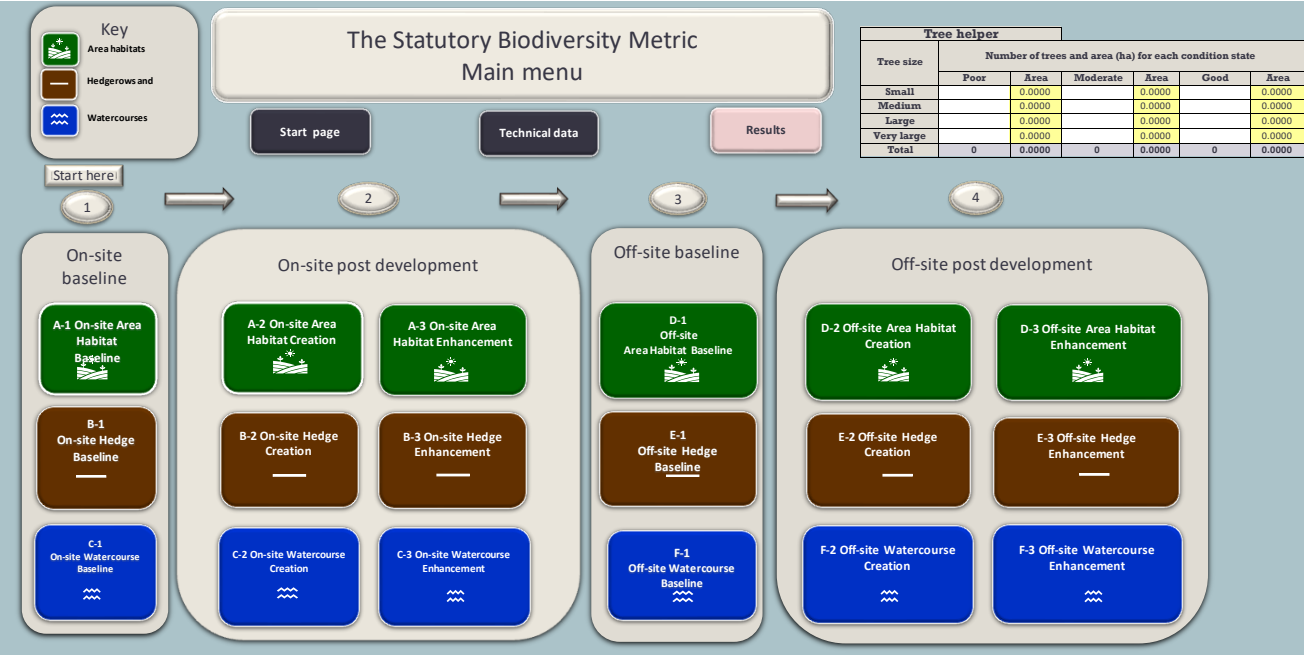 Key
Area habitats
Hedgerows and
Watercourses
The Statutory Biodiversity Metric
Main menu
Start page
Technical data
Results
Tree helper
Tree size
Number of trees and area (ha) for each condition state
Poor Area Moderate Area Good Area
Small 0.0000 0.0000 0.0000
Medium 0.0000 0.0000 0.0000
Large 0.0000 0.0000 0.0000
Very large 0.0000 0.0000 0.0000
Total 0 0.0000 0 0.0000 0 0.0000
Start here
1
2
3
4
On-site
baseline
A-1 On-site Area
Habitat
Baseline
B-1
On-site Hedge
Baseline
C-1
On-site Watercourse
Baseline
On-site post development
A-2 On-site Area
Habitat Creation
A-3 On-site Area
Habitat Enhancement
B-2 On-site Hedge
Creation
B-3 On-site Hedge
Enhancement
C-2 On-site Watercourse
Creation
C-3 On-site Watercourse
Enhancement
Off-site baseline
D-1
Off-site
Area Habitat Baseline
E-1
Off-site Hedge
Baseline
F-1
Off-site Watercourse
Baseline
Off-site post development
D-2 Off-site Area Habitat
Creation
D-3 Off-site Area Habitat
Enhancement
E-2 Off-site Hedge
Creation
E-3 Off-site Hedge
Enhancement
F-2 Off-site Watercourse
Creation
F-3 Off-site Watercourse
Enhancement